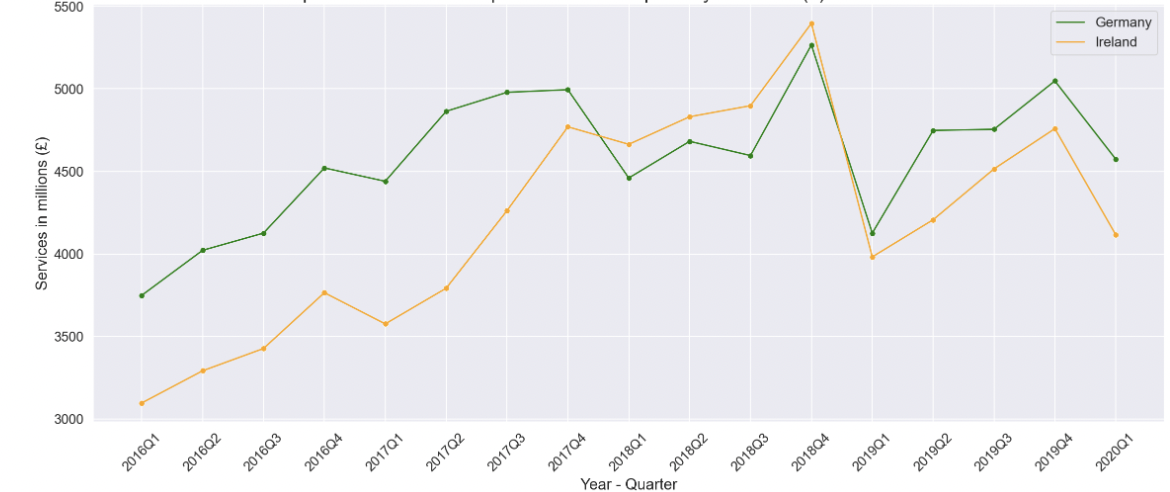 5500
5000
4500
4000
3500
3000
Services in millions (£)
Germany
Ireland
2016Q1
2016Q2
2016Q3
2016Q4
2017Q1
2017Q2
2017Q3
2017Q4
2018Q1
2018Q2
2018Q3
2018Q4
2019Q1
2019Q2
2019Q3
2019Q4
2020Q1
Year - Quarter